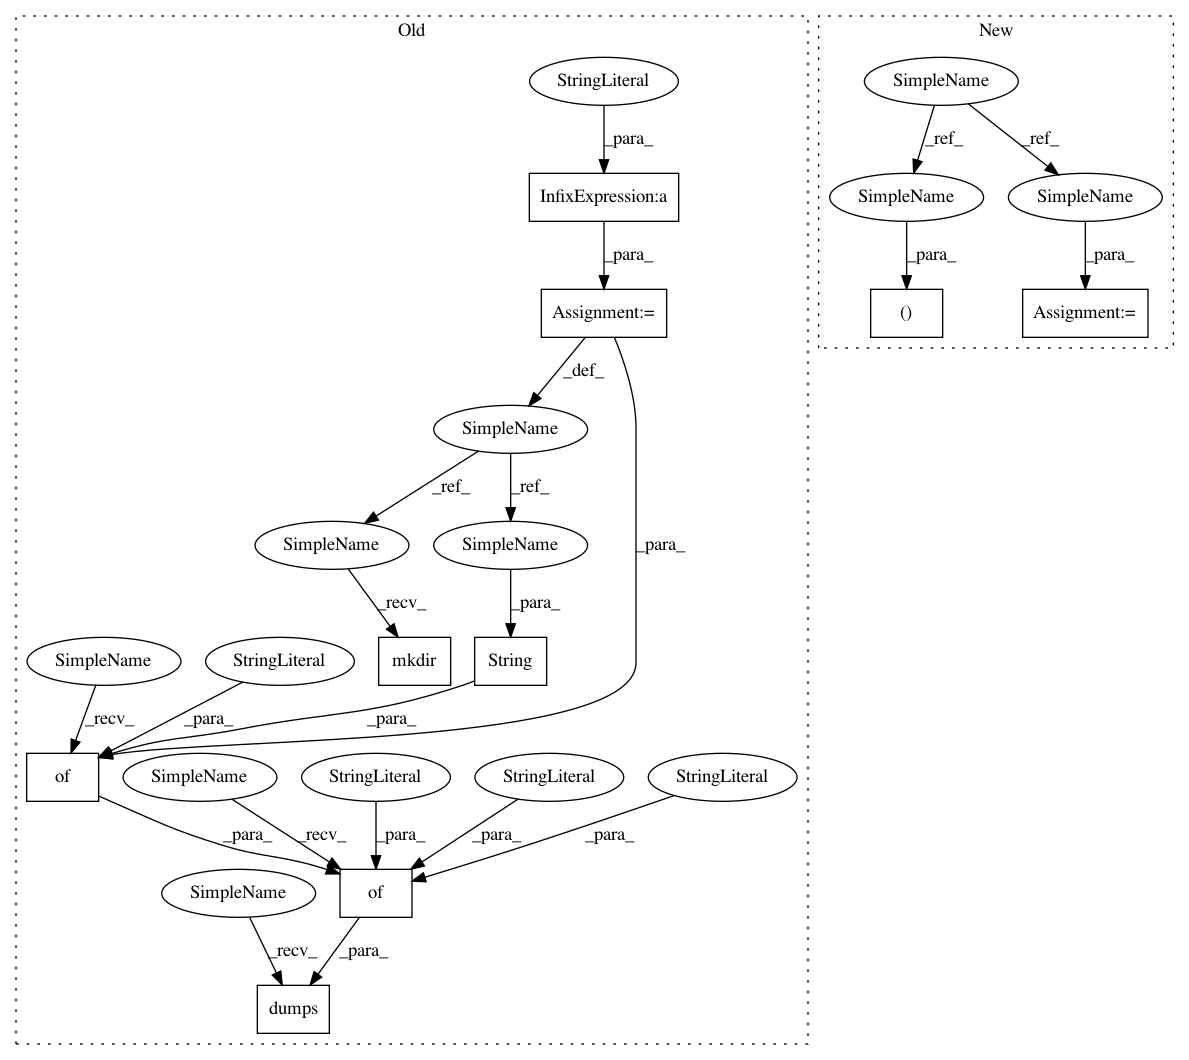 Old
New
StringLiteral
SimpleName
_para_
_ref_
_ref_
InfixExpression:a
SimpleName
SimpleName
_para_
_para_
_para_
Assignment:=
()
Assignment:=
_def_
SimpleName
_ref_
_ref_
SimpleName
SimpleName
_para_
_recv_
_para_
SimpleName
StringLiteral
mkdir
String
_recv_
_para_
_para_
of
SimpleName
StringLiteral
StringLiteral
StringLiteral
_para_
_recv_
_para_
_para_
_para_
SimpleName
of
_recv_
_para_
dumps